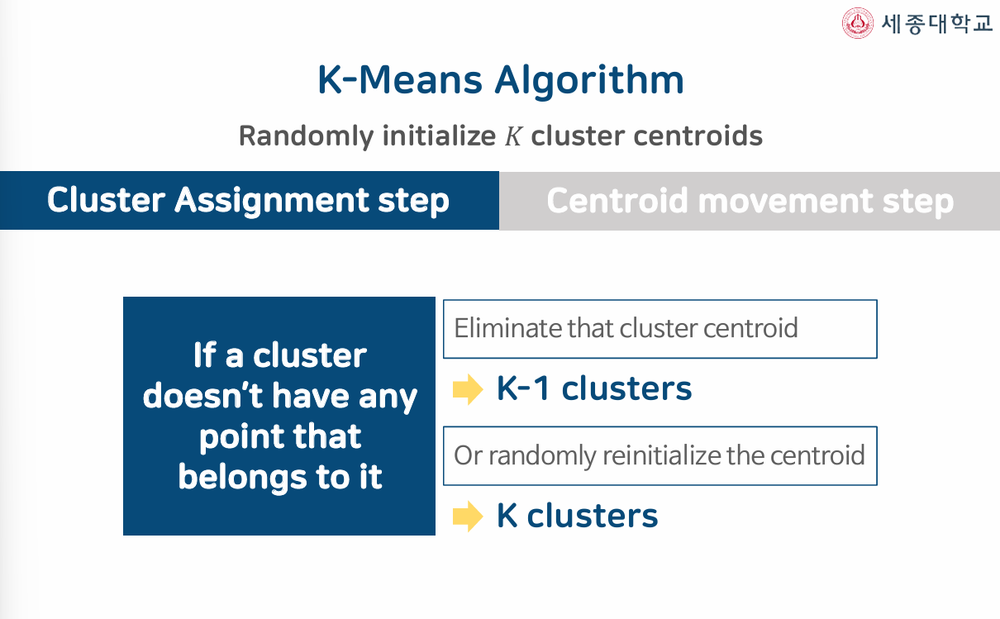 세종대학교
K-Means Algorithm
Randomly initialize K cluster centroids
Cluster Assignment step
Centroid movement step
If a cluster
doesn't have any
point that
belongs to it
Eliminate that cluster centroid
K-1 clusters
Or randomly reinitialize the centroid
K clusters